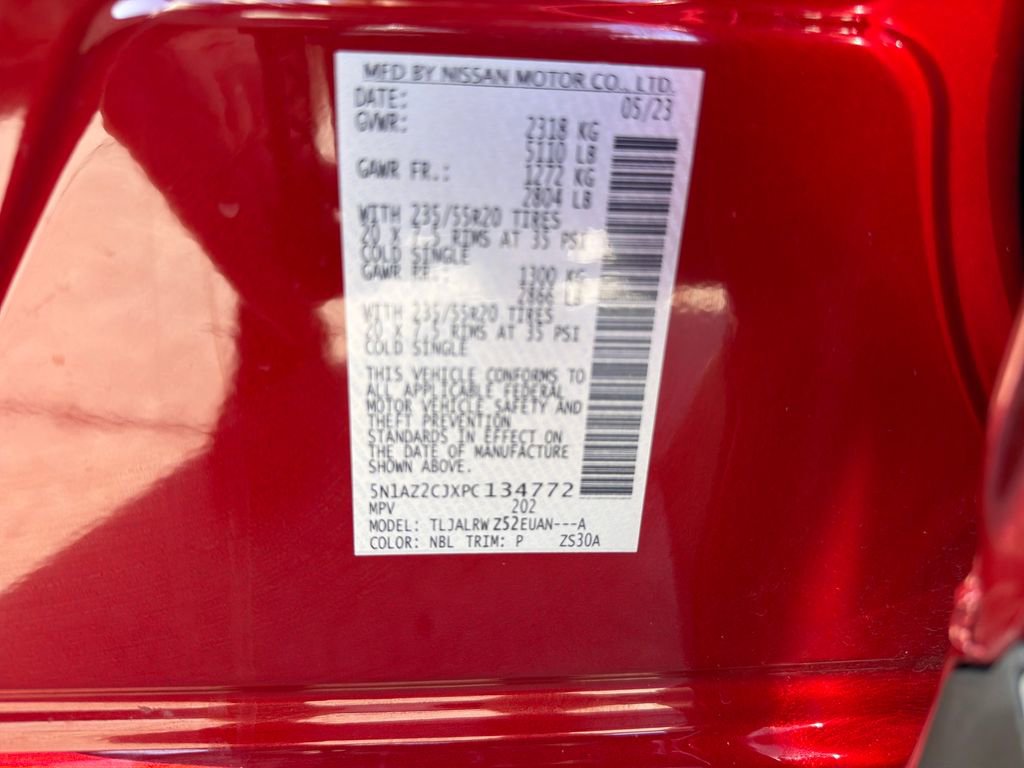 MFD BY NISSAN MOTOR CO., LTD.
DATE: 05/23
GVWR: 2318 KG
5110 LB
GAWR FR.: 1272 KG
2804 LB
WITH 235/55R20 TIRES
20 X 7.5 RIMS AT 35 PSI
COLD SINGLE
GAWR RR.: 1300 KG
2866 LB
WITH 235/55R20 TIRES
20 X 7.5 RIMS AT 35 PSI
COLD SINGLE
THIS VEHICLE CONFORMS TO
ALL APPLICABLE FEDERAL
MOTOR VEHICLE SAFETY AND
THEFT PREVENTION
STANDARDS IN EFFECT ON
THE DATE OF MANUFACTURE
SHOWN ABOVE.
5N1AZ2CJXPC134772
MPV 202
MODEL: TLJALRWZ52EUAN---A
COLOR: NBL TRIM: P ZS30A